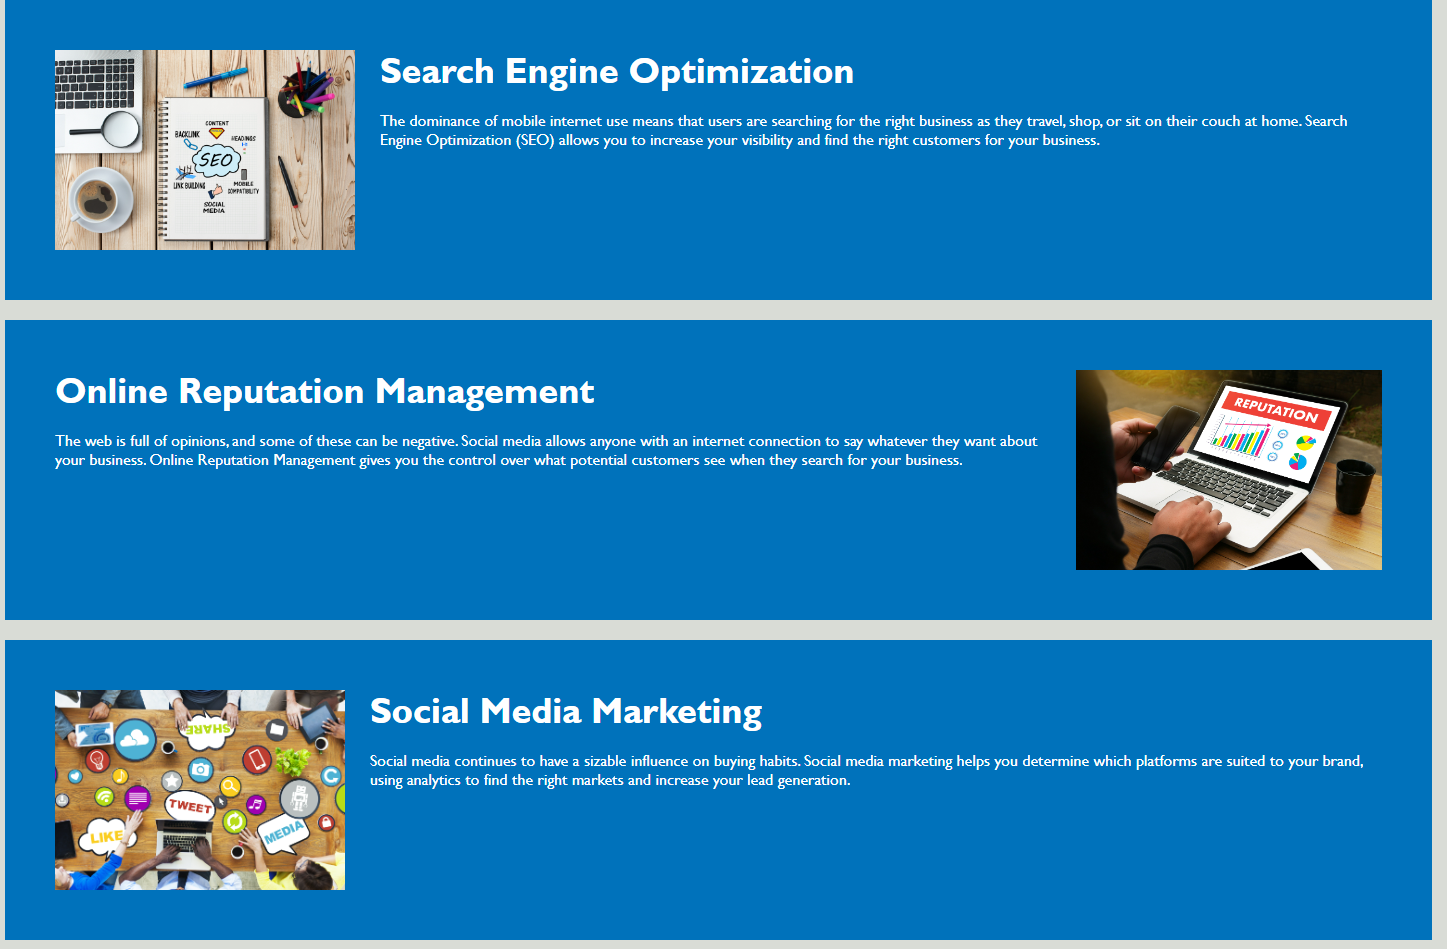 Search Engine Optimization
The dominance of mobile internet use means that users are searching for the right business as they travel, shop, or sit on their couch at home. Search
Engine Optimization (SEO) allows you to increase your visibility and find the right customers for your business.
CONTENT
BACKLINK
HEADINGS
SEO
LINK BUILDING
MOBILE
COMPATIBILITY
SOCIAL
MEDIA
Online Reputation Management
The web is full of opinions, and some of these can be negative. Social media allows anyone with an internet connection to say whatever they want about
your business. Online Reputation Management gives you the control over what potential customers see when they search for your business.
REPUTATION
Social Media Marketing
Social media continues to have a sizable influence on buying habits. Social media marketing helps you determine which platforms are suited to your brand,
using analytics to find the right markets and increase your lead generation.
SHARE
TWEET
LIKE
MEDIA